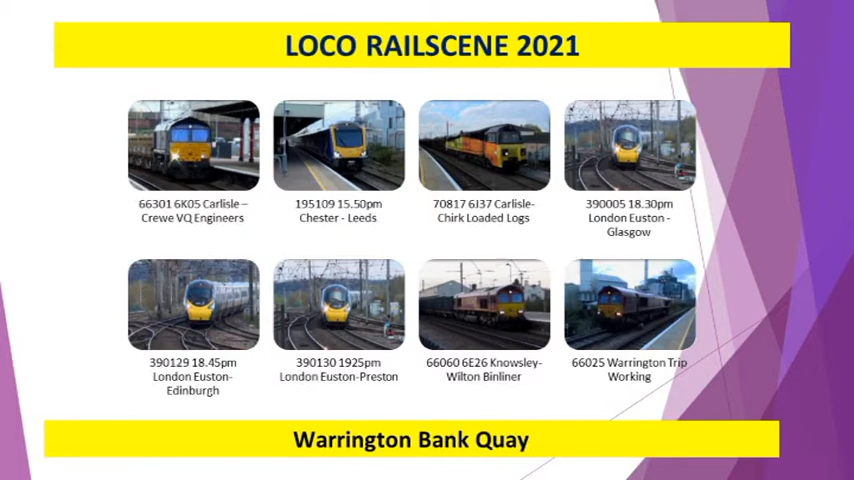 LOCO RAILSCENE 2021
66301 6K05 Carlisle –
Crewe VQ Engineers
195109 15.50pm
Chester - Leeds
70817 6J37 Carlisle-
Chirk Loaded Logs
390005 18.30pm
London Euston -
Glasgow
390129 18.45pm
London Euston-
Edinburgh
390130 1925pm
London Euston-Preston
66060 6E26 Knowsley-
Wilton Binliner
66025 Warrington Trip
Working
Warrington Bank Quay